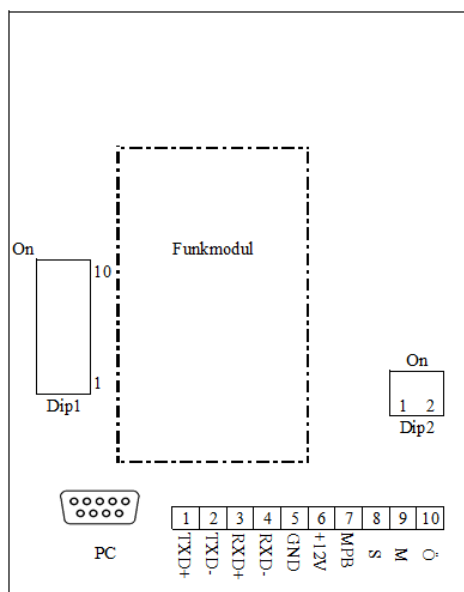 On
Funkmodul
10
1
Dip1
On
1 2
Dip2
PC
1 2 3 4 5 6 7 8 9 10
TXD+
TXD-
RXD+
RXD-
GND
+12V
MPB
S
M
Ö